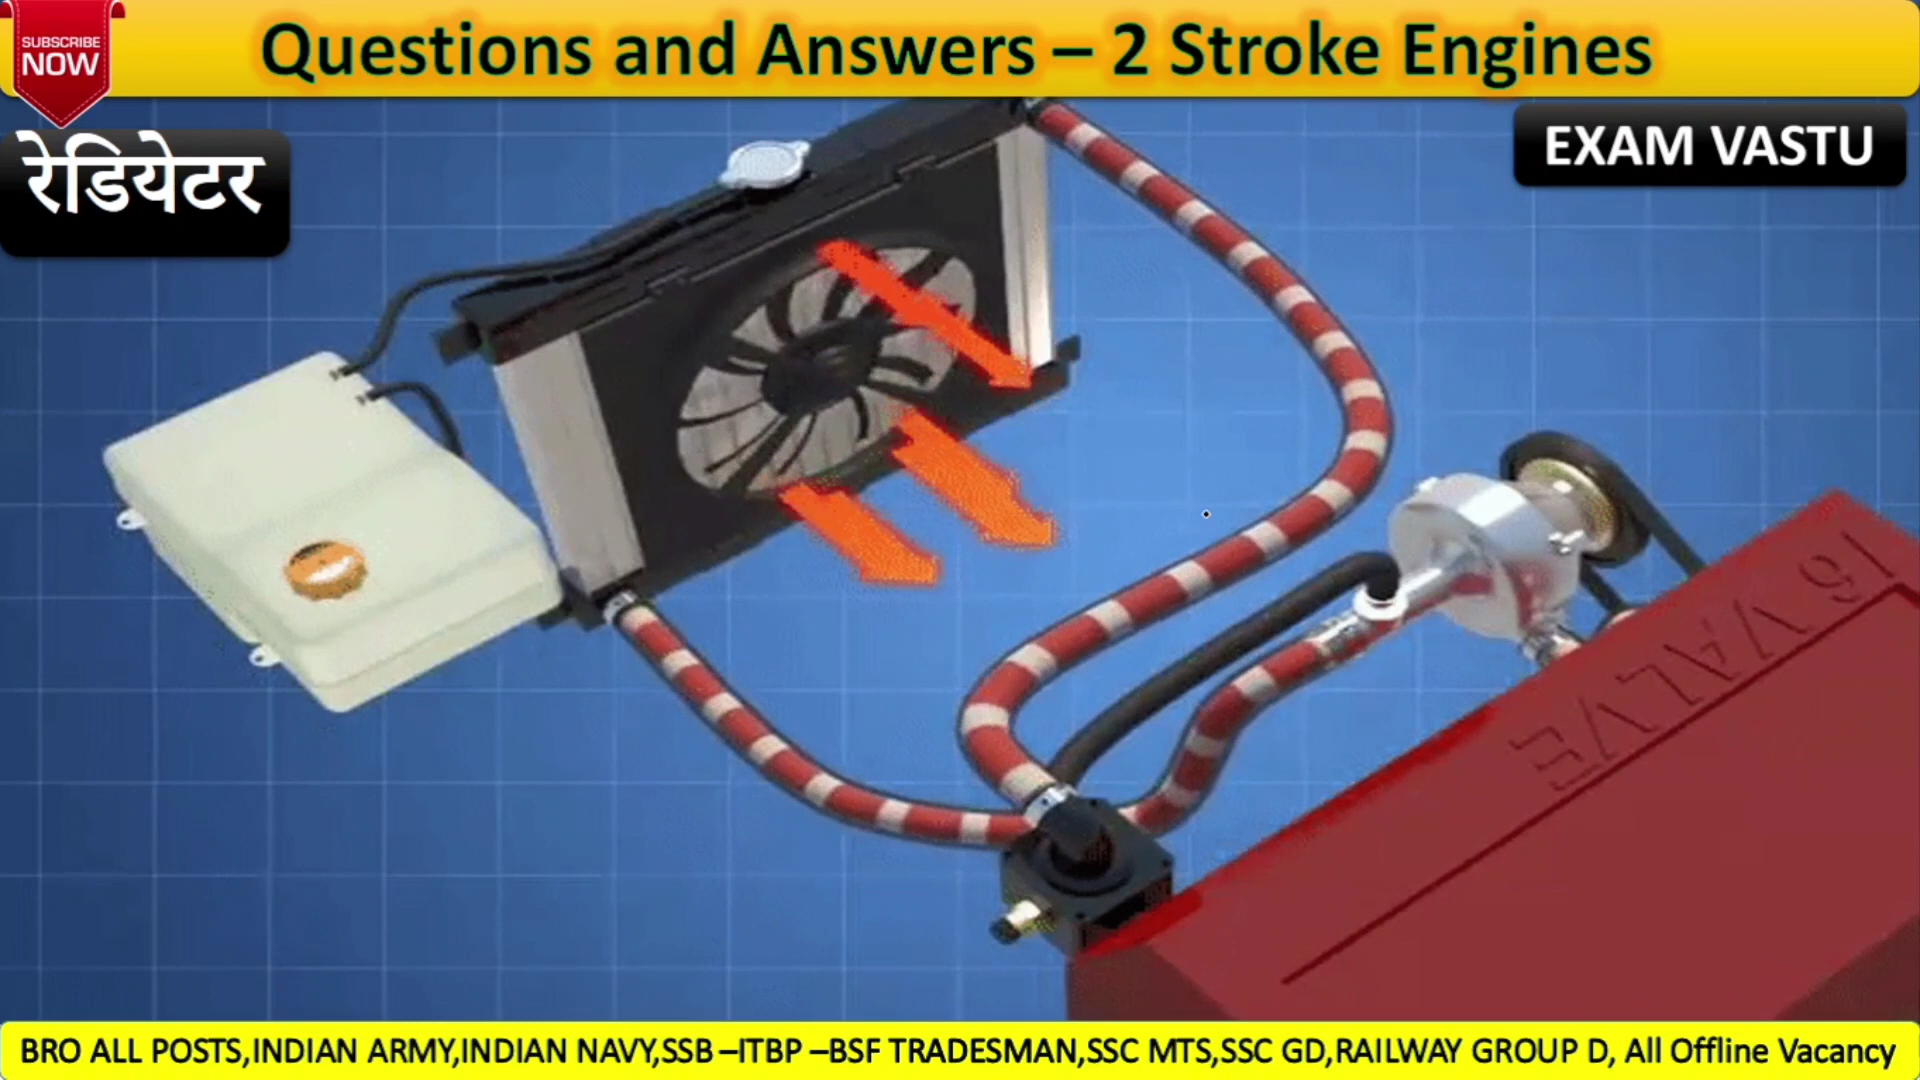 SUBSCRIBE
NOW
Questions and Answers – 2 Stroke Engines
रेडियेटर
EXAM VASTU
16 VALVE
BRO ALL POSTS,INDIAN ARMY,INDIAN NAVY,SSB –ITBP –BSF TRADESMAN,SSC MTS,SSC GD,RAILWAY GROUP D, All Offline Vacancy